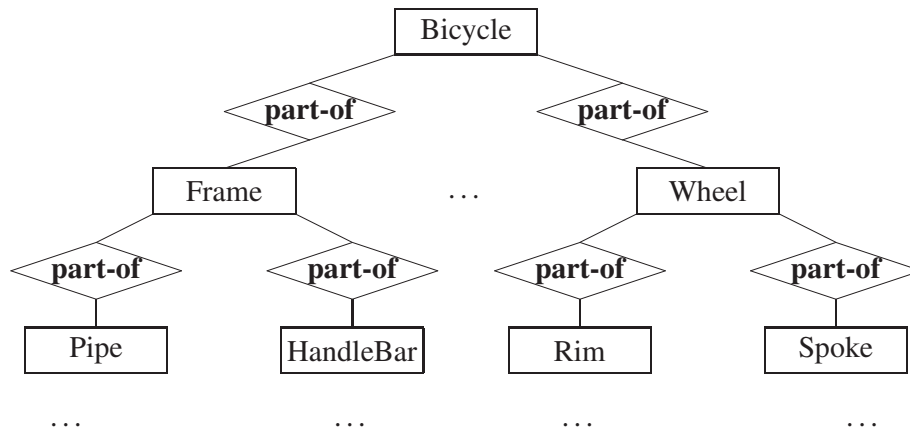 Bicycle
part-of part-of
Frame ... Wheel
part-of part-of part-of part-of
Pipe HandleBar Rim Spoke
... ... ... ...